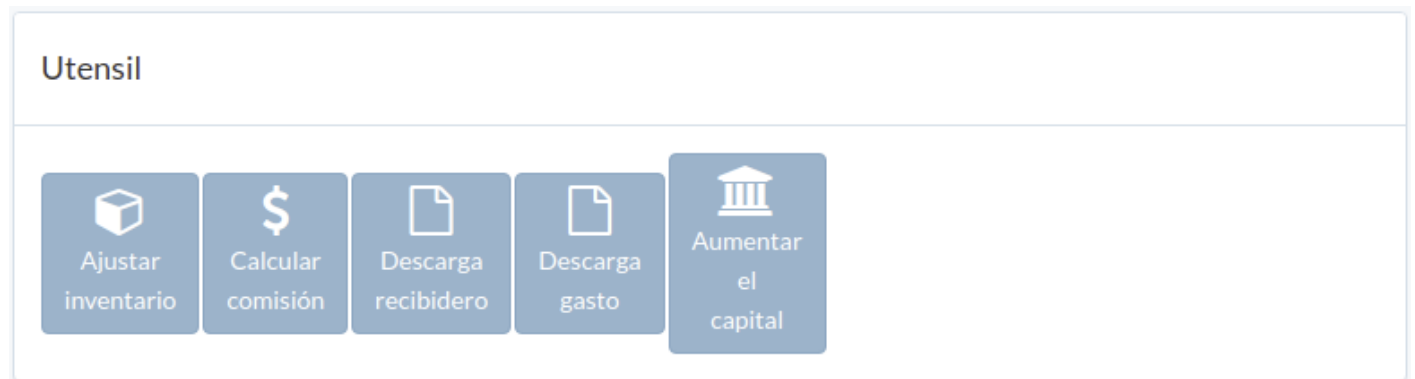 Utensil
Ajustar
inventario
Calcular
comisión
Descarga
recibidero
Descarga
gasto
Aumentar
el
capital